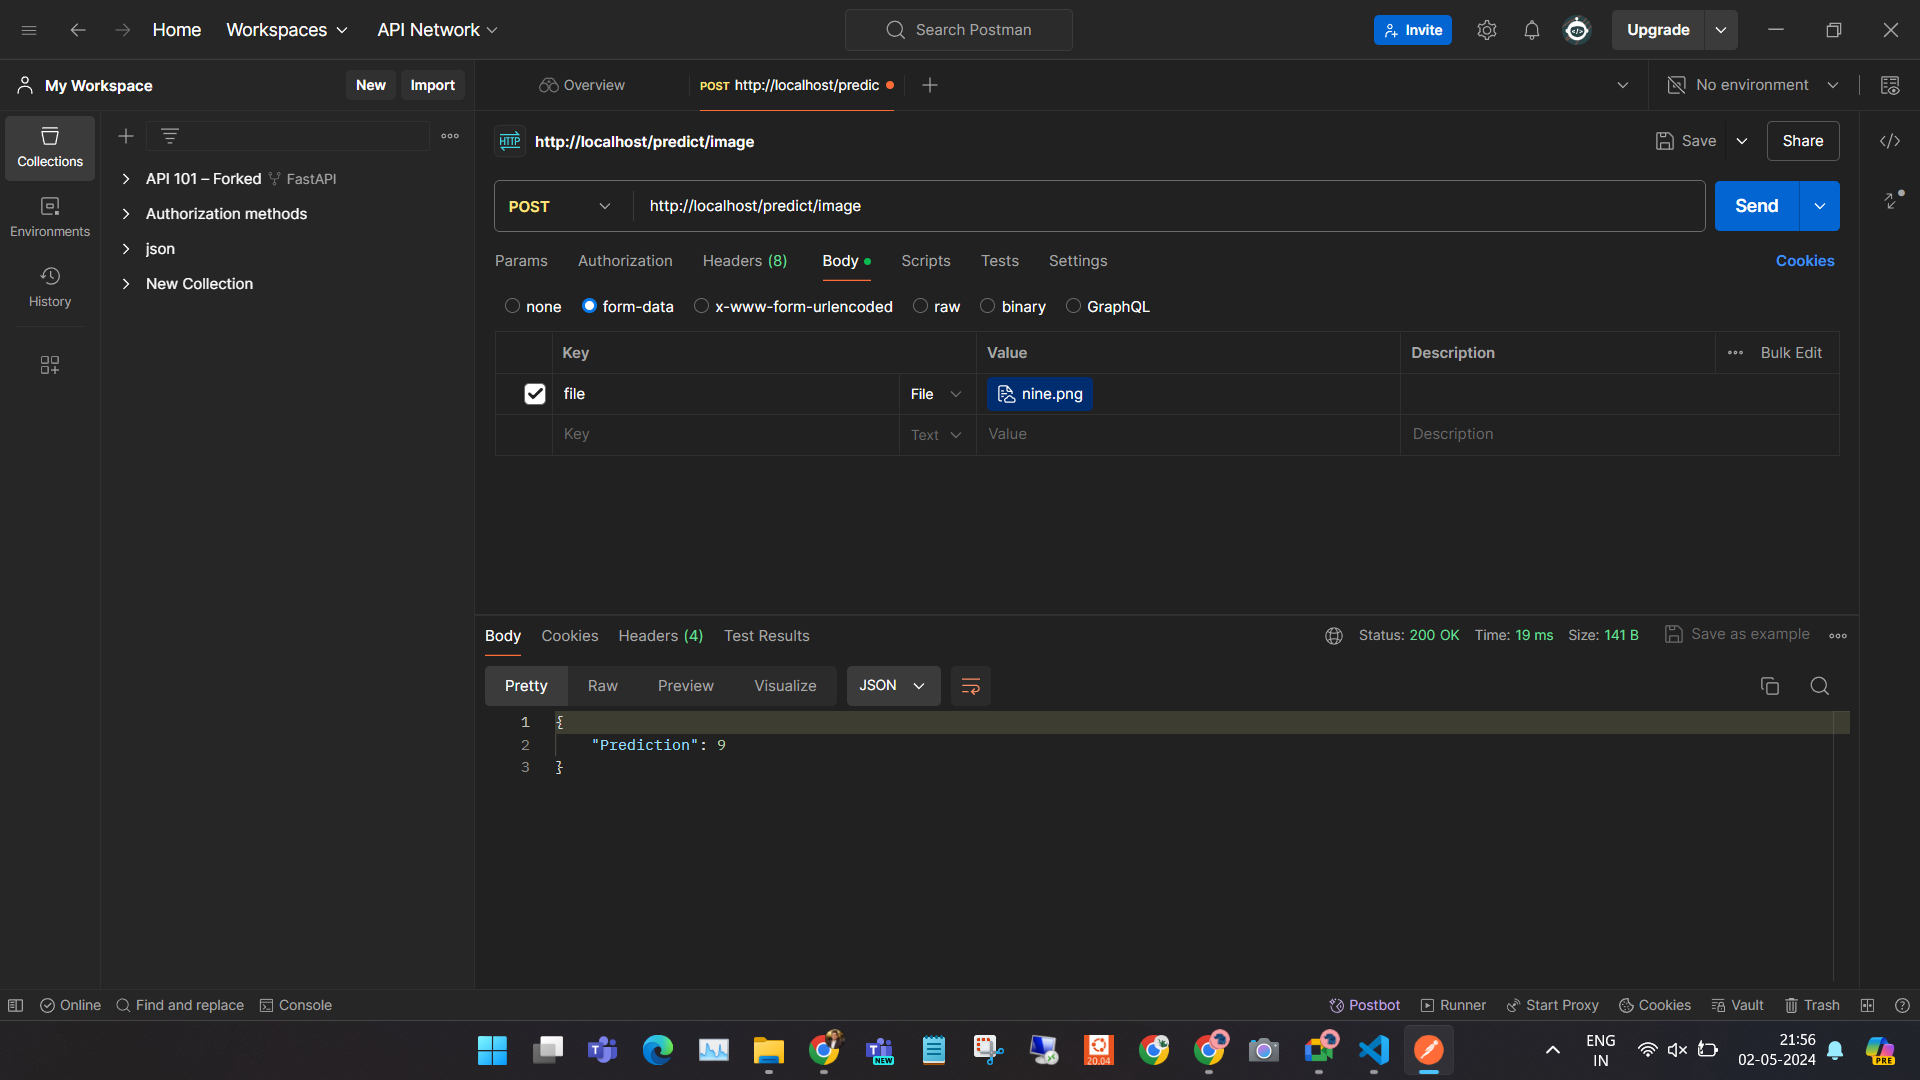 Home Workspaces API Network Search Postman Invite Upgrade
My Workspace New Import Overview POST http://localhost/predic No environment
Collections
Environments
History
API 101 – Forked FastAPI
Authorization methods
json
New Collection
HTTP http://localhost/predict/image Save Share
POST http://localhost/predict/image Send
Params Authorization Headers (8) Body Scripts Tests Settings Cookies
none form-data x-www-form-urlencoded raw binary GraphQL
Key Value Description Bulk Edit
file File nine.png
Key Text Value Description
Body Cookies Headers (4) Test Results Status: 200 OK Time: 19 ms Size: 141 B Save as example
Pretty Raw Preview Visualize JSON
1 {
2 "Prediction": 9
3 }
Online Find and replace Console Postbot Runner Start Proxy Cookies Vault Trash
NEW 20.04 ENG IN 21:56 02-05-2024 PRE